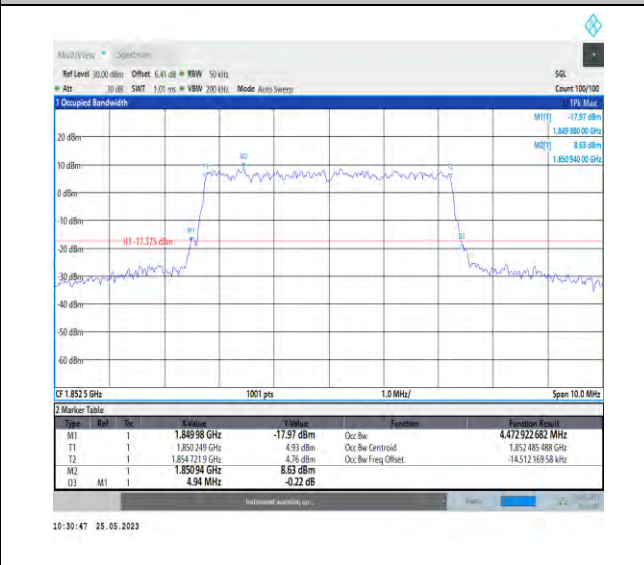 MultiView Spectrum
Ref Level 30.00 dBm Offset 6.41 dB RBW 50 kHz SGL
Att 30 dB SWT 1.01 ms VBW 200 kHz Mode Auto Sweep Count 100/100
1 Occupied Bandwidth 1Pk Max
M1[1] -17.97 dBm
1.849 980 00 GHz
M2[1] 8.63 dBm
1.850 940 00 GHz
20 dBm
10 dBm
0 dBm
-10 dBm
-20 dBm
-30 dBm
-40 dBm
-50 dBm
-60 dBm
M2
T1
T2
M1
D3
H1 -17.375 dBm
CF 1.852 5 GHz 1001 pts 1.0 MHz/ Span 10.0 MHz
2 Marker Table
Type Ref Trc X-Value Y-Value Function Function Result
M1 1 1.849 98 GHz -17.97 dBm Occ Bw 4.472 922 682 MHz
T1 1 1.850 249 GHz 4.93 dBm Occ Bw Centroid 1.852 485 488 GHz
T2 1 1.854 721 9 GHz 4.76 dBm Occ Bw Freq Offset -14.512 169 58 kHz
M2 1 1.850 94 GHz 8.63 dBm
D3 M1 1 4.94 MHz -0.22 dB
Instrument warming up...
10:30:47 25.05.2023